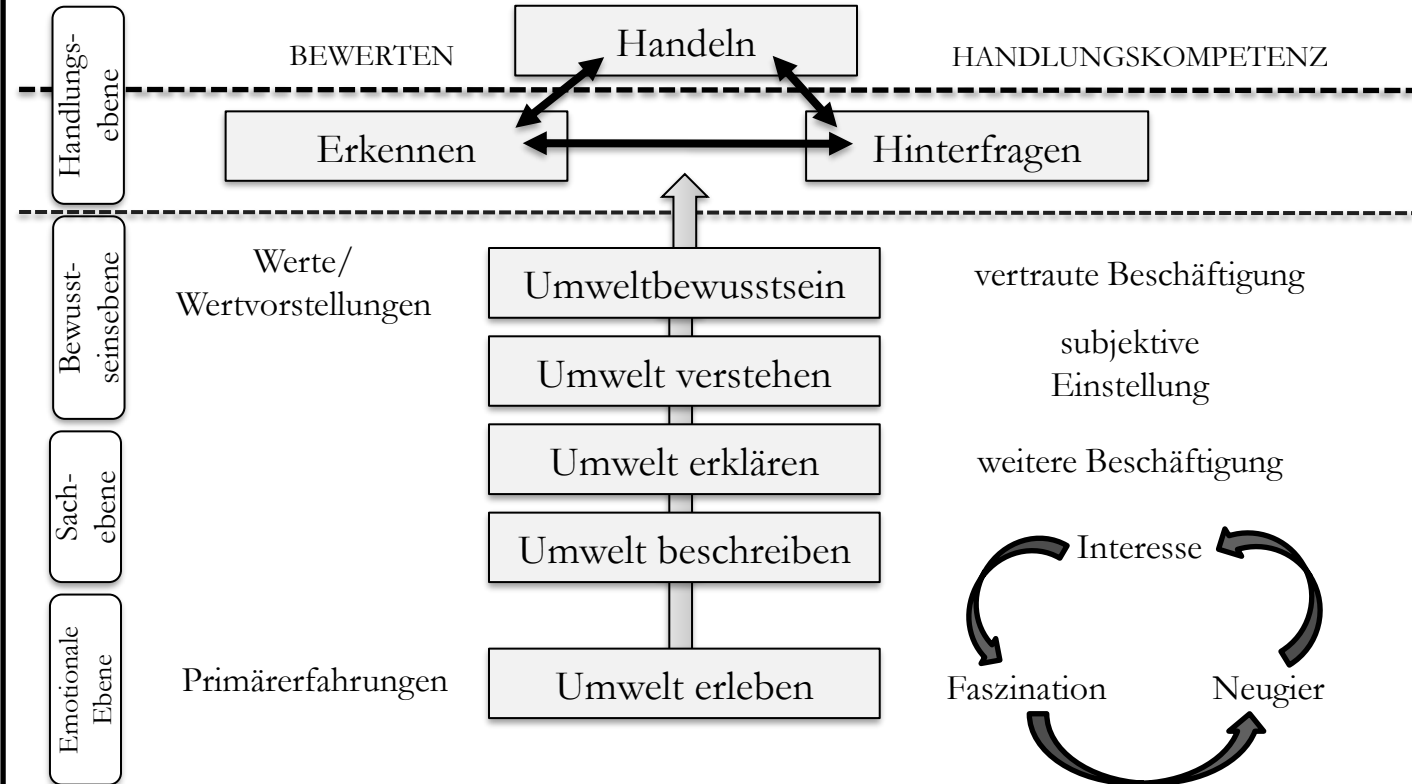 Handlungs-
ebene
BEWERTEN
Handeln
HANDLUNGSKOMPETENZ
Erkennen
Hinterfragen
Bewusst-
seinsebene
Werte/
Wertvorstellungen
Umweltbewusstsein
vertraute Beschäftigung
Umwelt verstehen
subjektive
Einstellung
Sach-
ebene
Umwelt erklären
weitere Beschäftigung
Umwelt beschreiben
Interesse
Emotionale
Ebene
Primärerfahrungen
Umwelt erleben
Faszination
Neugier